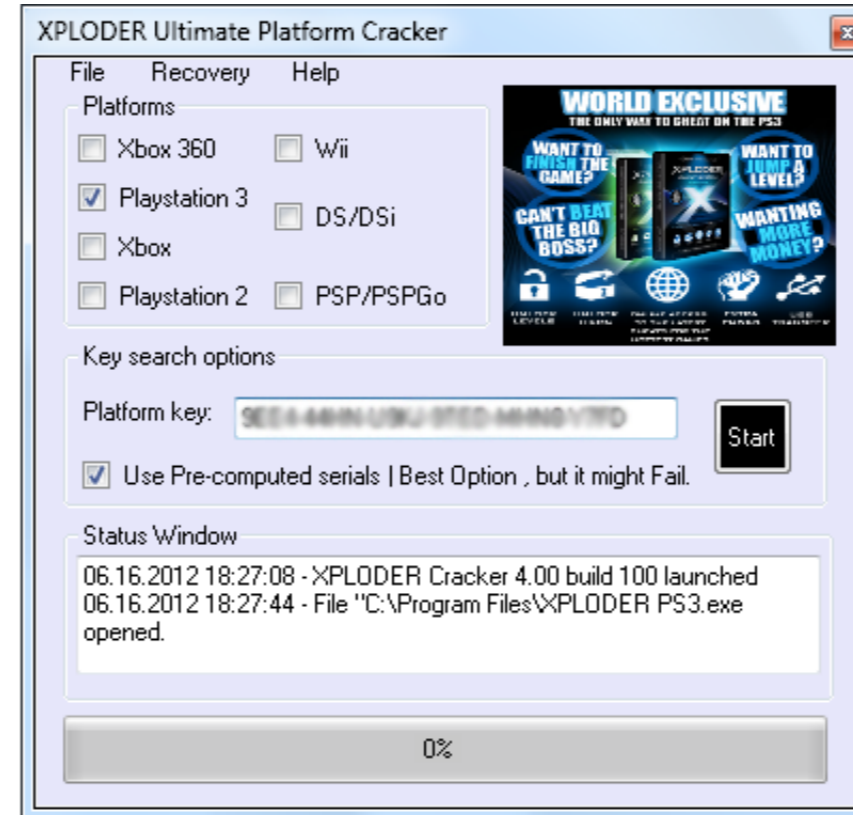 XPLODER Ultimate Platform Cracker
File Recovery Help
Platforms
Xbox 360
Wii
Playstation 3
DS/DSi
Xbox
Playstation 2
PSP/PSPGo
WORLD EXCLUSIVE
THE ONLY WAY TO CHEAT ON THE PS3
WANT TO
FINISH THE
GAME?
WANT TO
JUMP A
LEVEL?
CAN'T BEAT
THE BIG
BOSS?
WANTING
MORE
MONEY?
XPLODER
Key search options
Platform key:
Start
Use Pre-computed serials | Best Option , but it might Fail.
Status Window
06.16.2012 18:27:08 - XPLODER Cracker 4.00 build 100 launched
06.16.2012 18:27:44 - File "C:\Program Files\XPLODER PS3.exe
opened.
0%